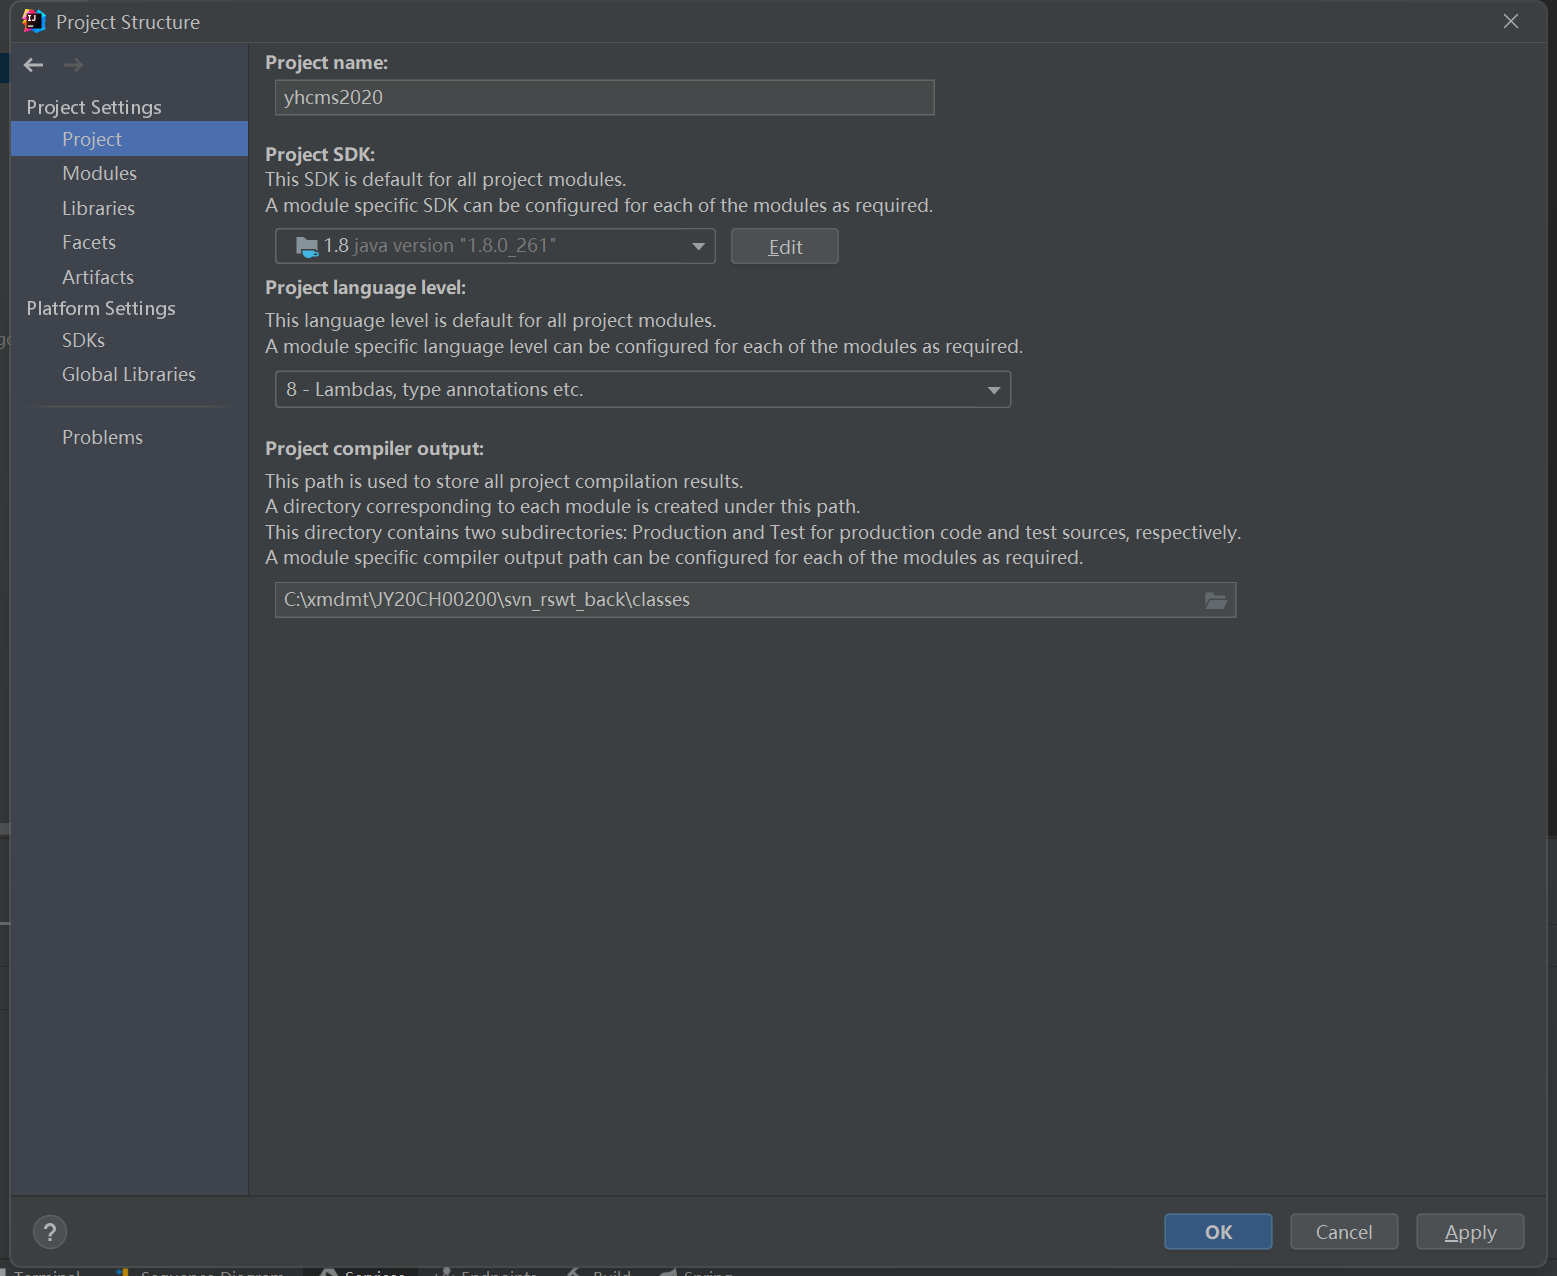 Project Structure
Project Settings
Project
Modules
Libraries
Facets
Artifacts
Platform Settings
SDKs
Global Libraries
Problems
Project name:
yhcms2020
Project SDK:
This SDK is default for all project modules.
A module specific SDK can be configured for each of the modules as required.
1.8 java version "1.8.0_261"
Edit
Project language level:
This language level is default for all project modules.
A module specific language level can be configured for each of the modules as required.
8 - Lambdas, type annotations etc.
Project compiler output:
This path is used to store all project compilation results.
A directory corresponding to each module is created under this path.
This directory contains two subdirectories: Production and Test for production code and test sources, respectively.
A module specific compiler output path can be configured for each of the modules as required.
C:\xmdmt\JY20CH00200\svn_rswt_back\classes
?
OK
Cancel
Apply
Terminal
Sequence Diagram
Services
Endpoints
Build
Spring